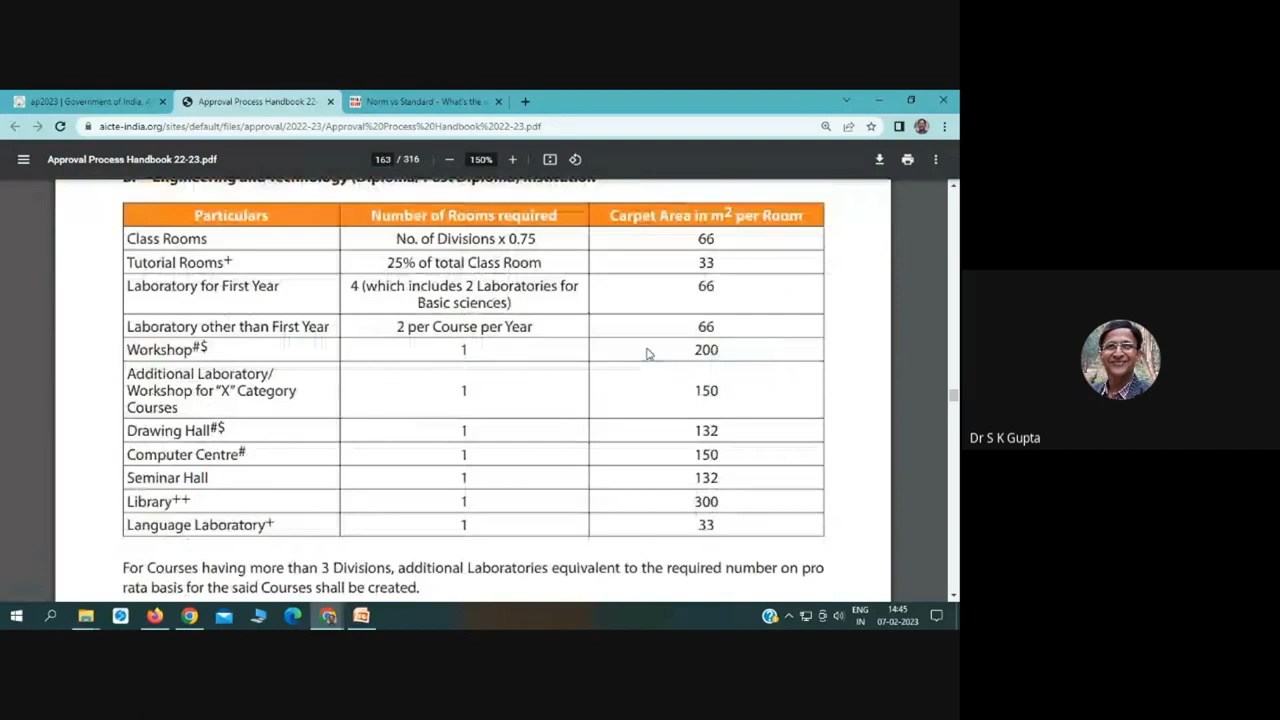 ap2023 | Government of India, A
Approval Process Handbook 22-
Norm vs Standard - What's the
aicte-india.org/sites/default/files/approval/2022-23/Approval%20Process%20Handbook%2022-23.pdf
Approval Process Handbook 22-23.pdf
163 / 316
150%
Engineering and Technology (Diploma/Post Diploma) Institution
Particulars Number of Rooms required Carpet Area in m2 per Room
Class Rooms No. of Divisions x 0.75 66
Tutorial Rooms+ 25% of total Class Room 33
Laboratory for First Year 4 (which includes 2 Laboratories for 66
Basic sciences)
Laboratory other than First Year 2 per Course per Year 66
Workshop#$ 1 200
Additional Laboratory/
Workshop for "X" Category 1 150
Courses
Drawing Hall#$ 1 132
Computer Centre# 1 150
Seminar Hall 1 132
Library++ 1 300
Language Laboratory+ 1 33
For Courses having more than 3 Divisions, additional Laboratories equivalent to the required number on pro
rata basis for the said Courses shall be created.
Dr S K Gupta
ENG
IN
14:45
07-02-2023